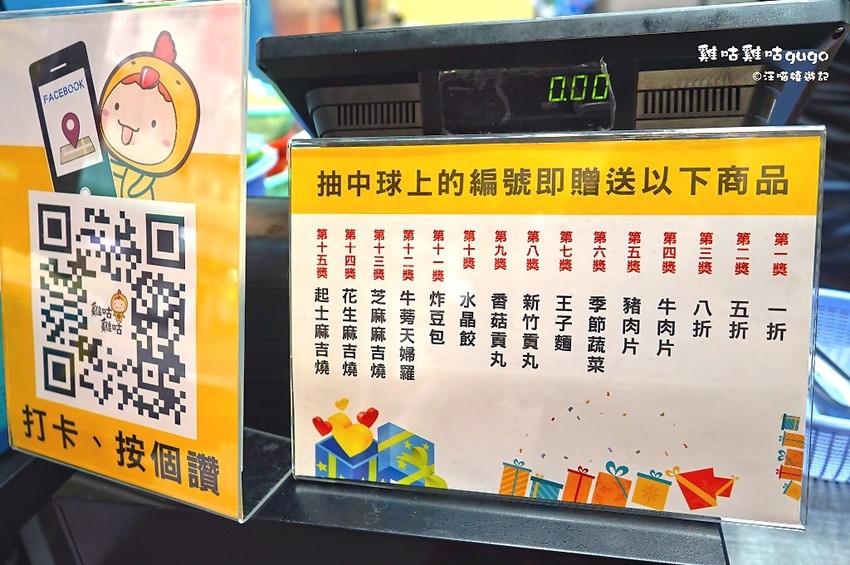 雞咕雞咕gugo
©汪喵嬉遊記
0.00
FACEBOOK
雞咕
雞咕
打卡、按個讚
抽中球上的編號即贈送以下商品
第一獎 一折
第二獎 五折
第三獎 八折
第四獎 牛肉片
第五獎 豬肉片
第六獎 季節蔬菜
第七獎 王子麵
第八獎 新竹貢丸
第九獎 香菇貢丸
第十獎 水晶餃
第十一獎 炸豆包
第十二獎 牛蒡天婦羅
第十三獎 芝麻麻吉燒
第十四獎 花生麻吉燒
第十五獎 起士麻吉燒